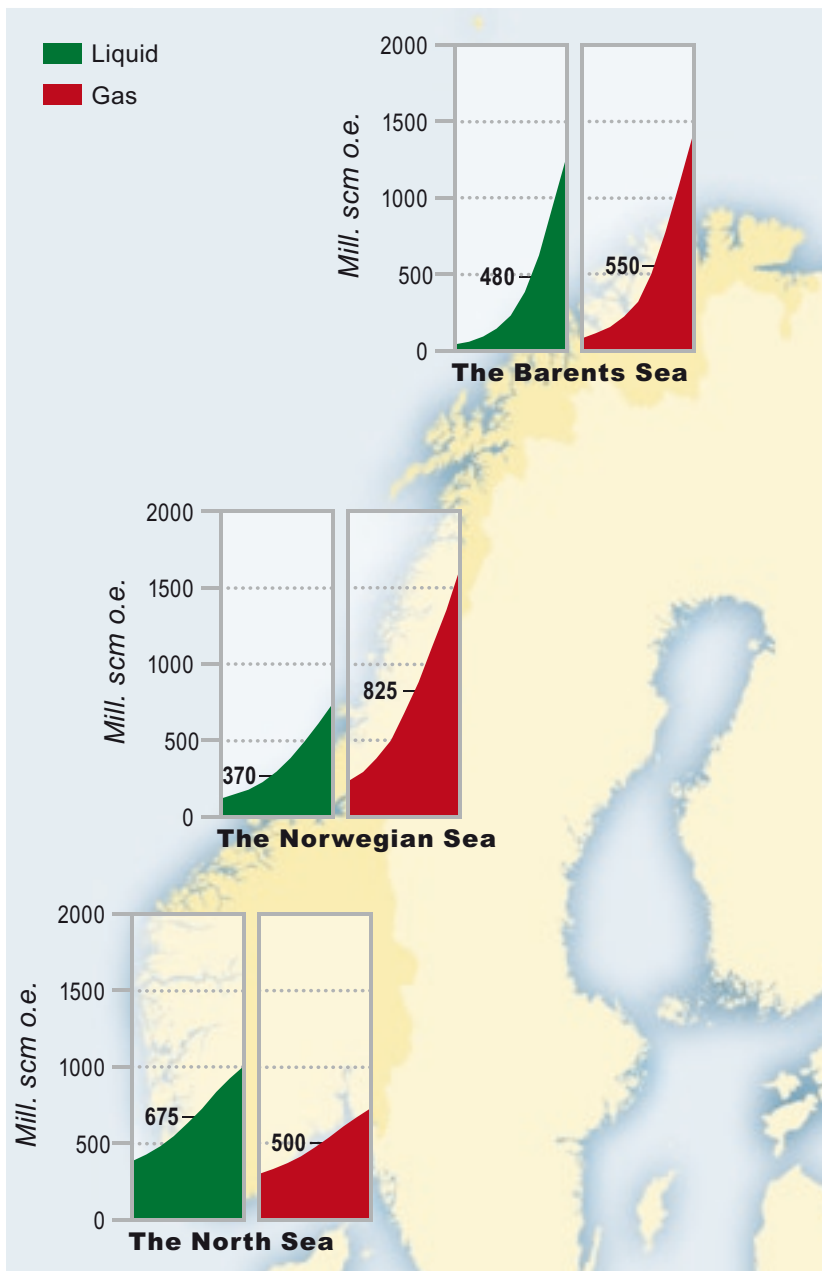 Liquid
Gas
Mill. scm o.e.
2000
1500
1000
500
0
480
550
The Barents Sea
Mill. scm o.e.
2000
1500
1000
500
0
370
825
The Norwegian Sea
Mill. scm o.e.
2000
1500
1000
500
0
675
500
The North Sea